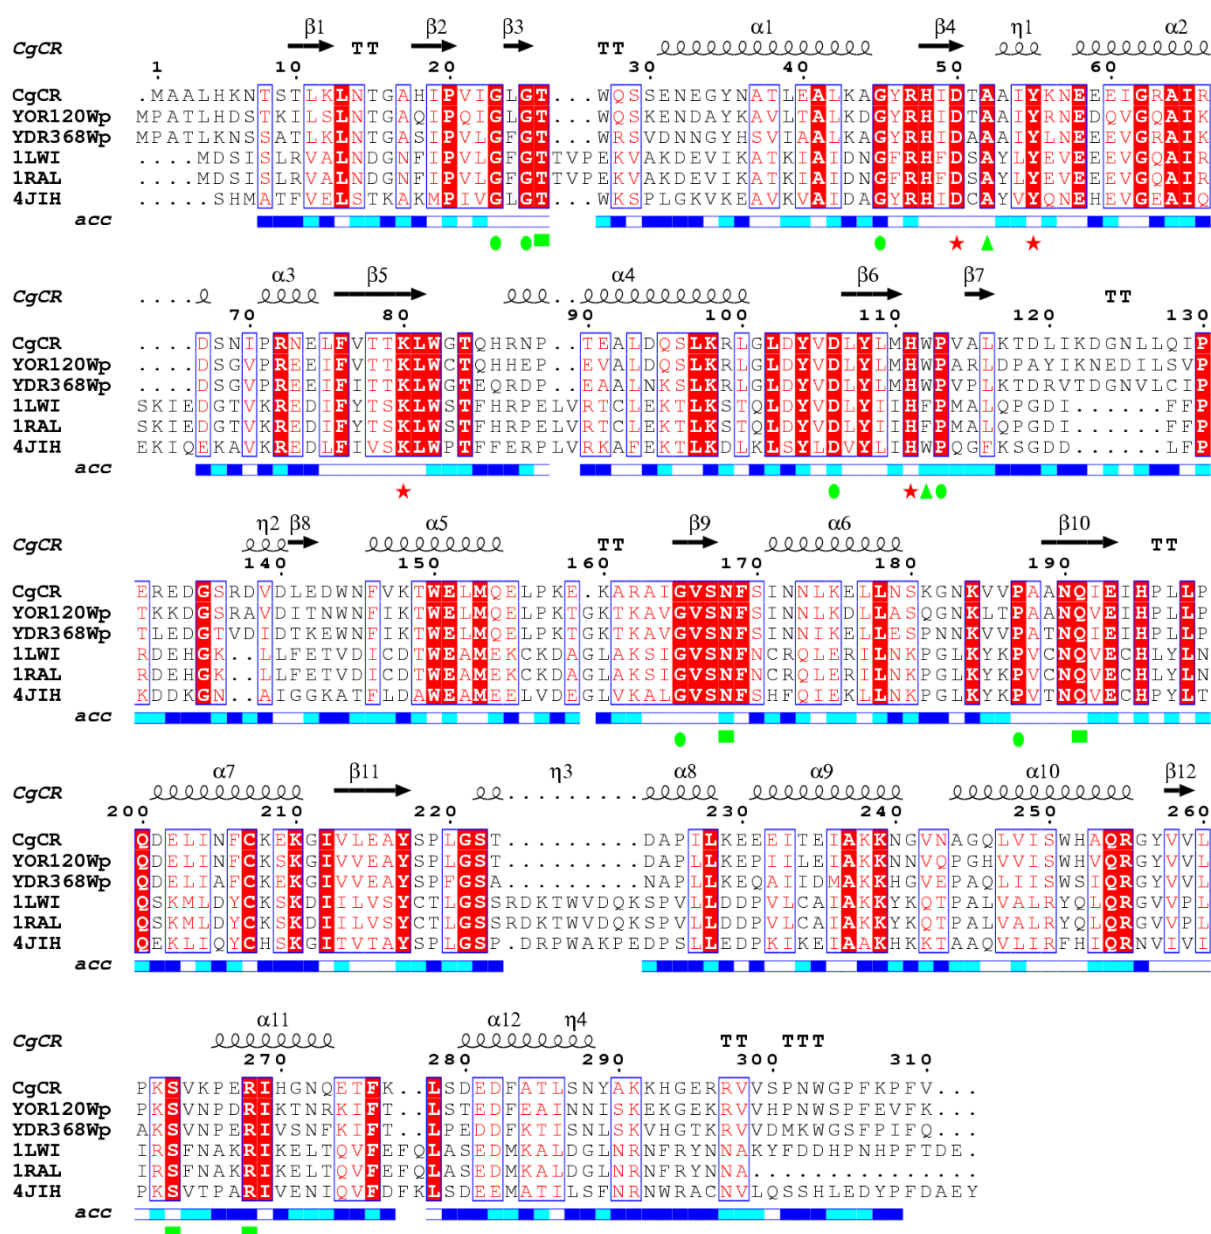 β1 β2 β3 α1 β4 η1 α2
CgCR TT TT
1 10 20 30 40 50 60
CgCR .MAALHKNTSTLKLNTGAHIPVIGLGT...WQSSENEGYNATLEALKAGYRHIDTAAIYKNEEEIGRAIR
YOR120Wp MPATLHDSTKILSLNTGAQIPQIGLGT...WQSKENDAYKAVLTALKDGYRHIDTAAIYRNEDQVGQAIK
YDR368Wp MPATLKNSSATLKLNTGASIPVLGFGT...WRSVDNNGYHSVIAALKAGYRHIDAAAIYLNEEEVGRAIK
1LWI ....MDSISLRVALNDGNFIPVLGFGTTVPEKVAKDEVIKATKIAIDNGFRHFDSAYLYEVEEEVGQAIR
1RAL ....MDSISLRVALNDGNFIPVLGFGTTVPEKVAKDEVIKATKIAIDNGFRHFDSAYLYEVEEEVGQAIR
4JIH ....SHMATFVELSTKAKMPIVGLGT...WKSPLGKVKEAVKVAIDAGYRHIDCAYVYQNEHEVGEAIQ
acc
α3 β5 α4 β6 β7
CgCR .... TT
70 80 90 100 110 120 130
CgCR ....DSNIPRNELFVTTKLWGTQHRNP..TEALDQSLKRLGLDYVDLYLMHWPVALKTDLIKDGNLLQIP
YOR120Wp ....DSGVPREEIFVTTKLWCTQHHEP..EVALDQSLKRLGLDYVDLYLMHWPARLDPAYIKNEDILSVP
YDR368Wp ....DSGVPREEIFITTKLWGTEQRDP..EAALNKSLKRLGLDYVDLYLMHWPVPLKTDRVTDGNVLCIP
1LWI SKIEDGTVKREDIFYTSKLWSTFHRPELVRTCLEKTLKSTQLDYVDLYIIHFPMALQPGDI......FFP
1RAL SKIEDGTVKREDIFYTSKLWSTFHRPELVRTCLEKTLKSTQLDYVDLYIIHFPMALQPGDI......FFP
4JIH EKIQEKAVKREDLFIVSKLWPTFFERPLVRKAFEKTLKDLKLSYLDVYLIHWPQGFKSGDD......LFP
acc
η2 β8 α5 β9 α6 β10
CgCR TT TT
140 150 160 170 180 190
CgCR EREDGSRDVDLEDWNFVKTWELMQELPKE.KARAIGVSNFSINNLKELLNSKGNKVVPAANQIEIHPLLP
YOR120Wp TKKDGSRAVDITNWNFIKTWELMQELPKTGKTKAVGVSNFSINNLKDLLASQGNKLTPAANQVEIHPLLP
YDR368Wp TLEDGTVDIDTKEWNFIKTWELMQELPKTGKTKAVGVSNFSINNIKELLESPNNKVVPATNQIEIHPLLP
1LWI RDEHGK..LLFETVDICDTWEAMEKCKDAGLAKSIGVSNFNCRQLERILNKPGLKYKPVCNQVECHLYLN
1RAL RDEHGK..LLFETVDICDTWEAMEKCKDAGLAKSIGVSNFNCRQLERILNKPGLKYKPVCNQVECHLYLN
4JIH KDDKGN..AIGGKATFLDAWEAMEELVDEGLVKALGVSNFSHFQIEKLLNKPGLKYKPVTNQVECHPYLT
acc
α7 β11 η3 α8 α9 α10 β12
CgCR .........
200 210 220 230 240 250 260
CgCR QDELINFCKEKGIVLEAYSPLGST.........DAPILKEEEITEIAKKNGVNAGQLVISWHAQRGYVVL
YOR120Wp QDELINFCKSKGIVVEAYSPLGST.........DAPLLKEPIILEIAKKNNVQPGHVVISWHVQRGYVVL
YDR368Wp QDELIAFCKEKGIVVEAYSPFGSA.........NAPLLKEQAIIDMAKKHGVEPAQLIISWSIQRGYVVL
1LWI QSKMLDYCKSKDIILVSYCTLGSSRDKTWVDQKSPVLLDDPVLCAIAKKYKQTPALVALRYQLQRGVVPL
1RAL QSKMLDYCKSKDIILVSYCTLGSSRDKTWVDQKSPVLLDDPVLCAIAKKYKQTPALVALRYQLQRGVVPL
4JIH QEKLIQYCHSKGITVTAYSPLGSP.DRPWAKPEDPSLLEDPKIKEIAAKHKKTAAQVLIRFHIQRNVIVI
acc
α11 α12 η4
CgCR TT TTT
270 280 290 300 310
CgCR PKSVKPERIHGNQETFK..LSDEDFATLSNYAKKHGERRVVSPNWGPFKPFV...
YOR120Wp PKSVNPDRIKTNRKIFT..LSTEDFEAINNISKEKGEKRVVHPNWSPFEVFK...
YDR368Wp AKSVNPERIVSNFKIFT..LPEDDFKTISNLSKVHGTKRVVDMKWGSFPIFQ...
1LWI IRSFNAKRIKELTQVFEFQLASEDMKALDGLNRNFRYNNAKYFDDHPNHPFTDE.
1RAL IRSFNAKRIKELTQVFEFQLASEDMKALDGLNRNFRYNNA...............
4JIH PKSVTPARIVENIQVFDFKLSDEEMATILSFNRNWRACNVLQSSHLEDYPFDAEY
acc